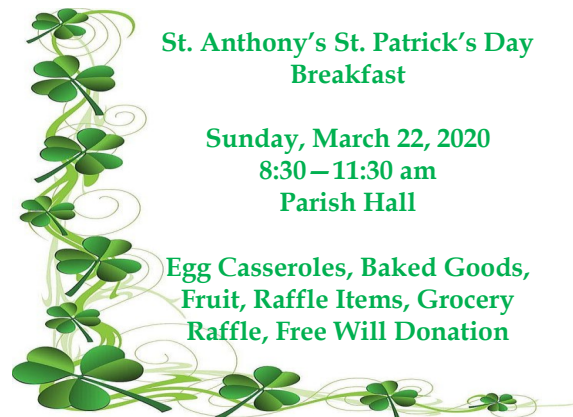 St. Anthony’s St. Patrick’s Day
Breakfast
Sunday, March 22, 2020
8:30—11:30 am
Parish Hall
Egg Casseroles, Baked Goods,
Fruit, Raffle Items, Grocery
Raffle, Free Will Donation